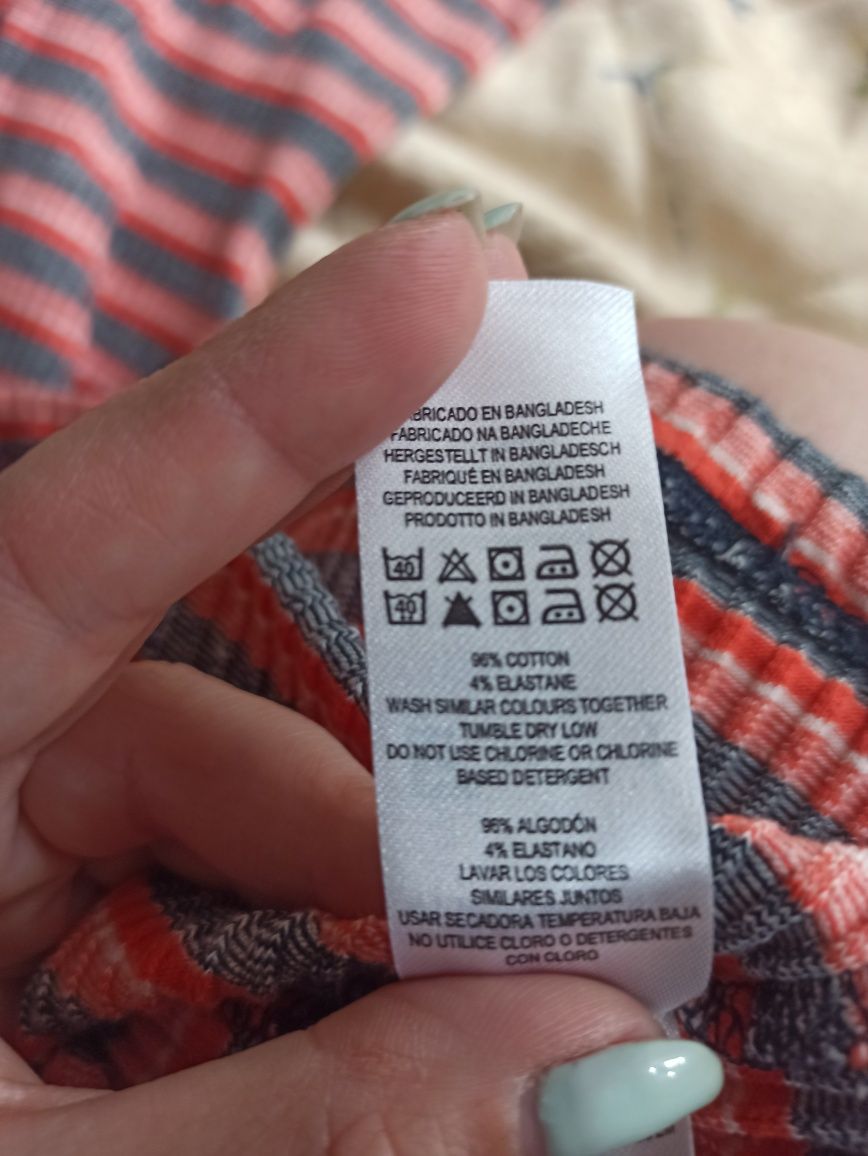 FABRICADO EN BANGLADESH
FABRICADO NA BANGLADECHE
HERGESTELLT IN BANGLADESCH
FABRIQUÉ EN BANGLADESH
GEPRODUCEERD IN BANGLADESH
PRODOTTO IN BANGLADESH
40
40
96% COTTON
4% ELASTANE
WASH SIMILAR COLOURS TOGETHER
TUMBLE DRY LOW
DO NOT USE CHLORINE OR CHLORINE
BASED DETERGENT
96% ALGODÓN
4% ELASTANO
LAVAR LOS COLORES
SIMILARES JUNTOS
USAR SECADORA TEMPERATURA BAJA
NO UTILICE CLORO O DETERGENTES
CON CLORO